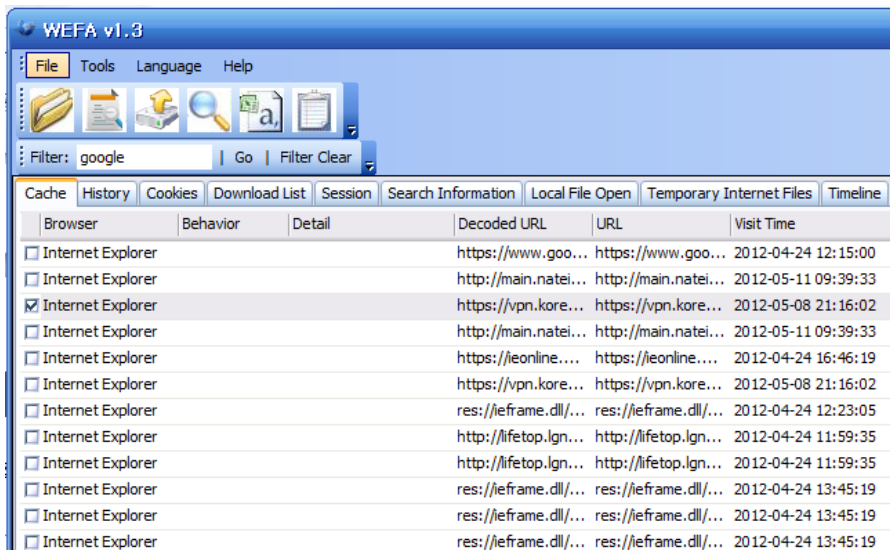 WEFA v1.3
File Tools Language Help
a,
Filter: google | Go | Filter Clear
Cache History Cookies Download List Session Search Information Local File Open Temporary Internet Files Timeline
Browser Behavior Detail Decoded URL URL Visit Time
Internet Explorer https://www.goo... https://www.goo... 2012-04-24 12:15:00
Internet Explorer http://main.natei... http://main.natei... 2012-05-11 09:39:33
Internet Explorer https://vpn.kore... https://vpn.kore... 2012-05-08 21:16:02
Internet Explorer http://main.natei... http://main.natei... 2012-05-11 09:39:33
Internet Explorer https://ieonline.... https://ieonline.... 2012-04-24 16:46:19
Internet Explorer https://vpn.kore... https://vpn.kore... 2012-05-08 21:16:02
Internet Explorer res://ieframe.dll/... res://ieframe.dll/... 2012-04-24 12:23:05
Internet Explorer http://lifetop.lgn... http://lifetop.lgn... 2012-04-24 11:59:35
Internet Explorer http://lifetop.lgn... http://lifetop.lgn... 2012-04-24 11:59:35
Internet Explorer res://ieframe.dll/... res://ieframe.dll/... 2012-04-24 13:45:19
Internet Explorer res://ieframe.dll/... res://ieframe.dll/... 2012-04-24 13:45:19
Internet Explorer res://ieframe.dll/... res://ieframe.dll/... 2012-04-24 13:45:19